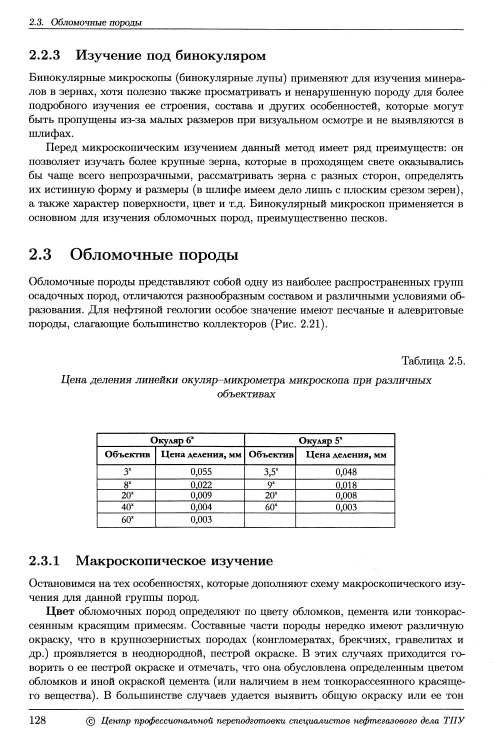 2.3. Обломочные породы
2.2.3 Изучение под бинокуляром
Бинокулярные микроскопы (бинокулярные лупы) применяют для изучения минера-
лов в зернах, хотя полезно также просматривать и ненарушенную породу для более
подробного изучения ее строения, состава и других особенностей, которые могут
быть пропущены из-за малых размеров при визуальном осмотре и не выявляются в
шлифах.
Перед микроскопическим изучением данный метод имеет ряд преимуществ: он
позволяет изучать более крупные зерна, которые в проходящем свете оказывались
бы чаще всего непрозрачными, рассматривать зерна с разных сторон, определять
их истинную форму и размеры (в шлифе имеем дело лишь с плоским срезом зерен),
а также характер поверхности, цвет и т.д. Бинокулярный микроскоп применяется в
основном для изучения обломочных пород, преимущественно песков.
2.3 Обломочные породы
Обломочные породы представляют собой одну из наиболее распространенных групп
осадочных пород, отличаются разнообразным составом и различными условиями об-
разования. Для нефтяной геологии особое значение имеют песчаные и алевритовые
породы, слагающие большинство коллекторов (Рис. 2.21).
Таблица 2.5.
Цена деления линейки окуляр–микрометра микроскопа при различных
объективах
Окуляр 6ˣ Окуляр 5ˣ
Объектив Цена деления, мм Объектив Цена деления, мм
3ˣ 0,055 3,5ˣ 0,048
8ˣ 0,022 9ˣ 0,018
20ˣ 0,009 20ˣ 0,008
40ˣ 0,004 60ˣ 0,003
60ˣ 0,003
2.3.1 Макроскопическое изучение
Остановимся на тех особенностях, которые дополняют схему макроскопического изу-
чения для данной группы пород.
Цвет обломочных пород определяют по цвету обломков, цемента или тонкорас-
сеянным красящим примесям. Составные части породы нередко имеют различную
окраску, что в крупнозернистых породах (конгломератах, брекчиях, гравелитах и
др.) проявляется в неоднородной, пестрой окраске. В этих случаях приходится го-
ворить о ее пестрой окраске и отмечать, что она обусловлена определенным цветом
обломков и иной окраской цемента (или наличием в нем тонкорассеянного красяще-
го вещества). В большинстве случаев удается выявить общую окраску или ее тон
128 © Центр профессиональной переподготовки специалистов нефтегазового дела ТПУ